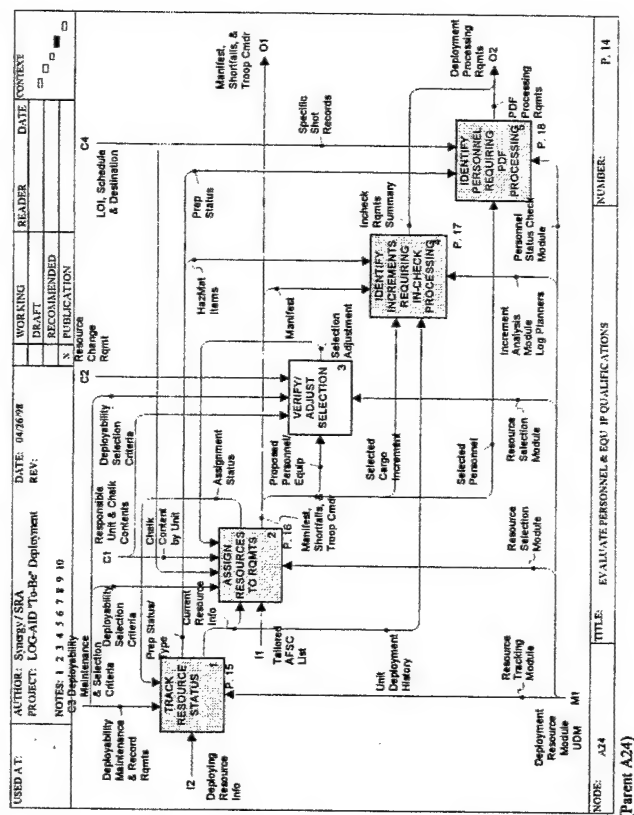 USED AT:
AUTHOR: Synergy/SRA
PROJECT: LOG-AID "To-Be" Deployment
NOTES: 1 2 3 4 5 6 7 8 9 10
DATE: 04/26/98
REV:
WORKING
DRAFT
RECOMMENDED
X PUBLICATION
READER
DATE
CONTEXT
C3 Deployability
Maintenance
& Selection
Criteria
Deployability
Maintenance
& Record
Rqmts
Deployability
Selection
Criteria
C1
Responsible
Unit & Chalk
Contents
Chalk
Content
by Unit
Deployability
Selection
Criteria
C2
Resource
Change
Rqmt
LOI, Schedule
& Desination
C4
Prep Status/
Type
Current
Resource
Info
Assignment
Status
Manifest
HazMat
Items
Prep
Status
Specific
Shot
Records
Manifest,
Shortfalls, &
Troop Cmdr
O1
I2
Deploying
Resource
Info
TRACK
RESOURCE
STATUS
1
P. 15
I1
Tailored
AFSC
List
ASSIGN
RESOURCES
TO RQMTS
2
P. 16
Manifest,
Shortfalls,&
Troop Cmdr
Proposed
Personnel/
Equip
VERIFY/
ADJUST
SELECTION
3
Selection
Adjustment
Selected
Cargo
Increment
IDENTIFY
INCREMENTS
REQUIRING
IN-CHECK
PROCESSING
4
P. 17
Incheck
Rqmts
Summary
Selected
Personnel
IDENTIFY
PERSONNEL
REQUIRING
PDF
PROCESSING
5
P. 18
PDF
Processing
Rqmts
Deployment
Processing
Rqmts
O2
Unit
Deployment
History
Deployment
Resource
Module
UDM
M1
Resource
Tracking
Module
Resource
Selection
Module
Resource
Selection
Module
Increment
Analysis
Module
Log Planners
Personnel
Status Check
Module
NODE: A24
TITLE: EVALUATE PERSONNEL & EQU IP QUALIFICATIONS
NUMBER:
P. 14
(Parent A24)